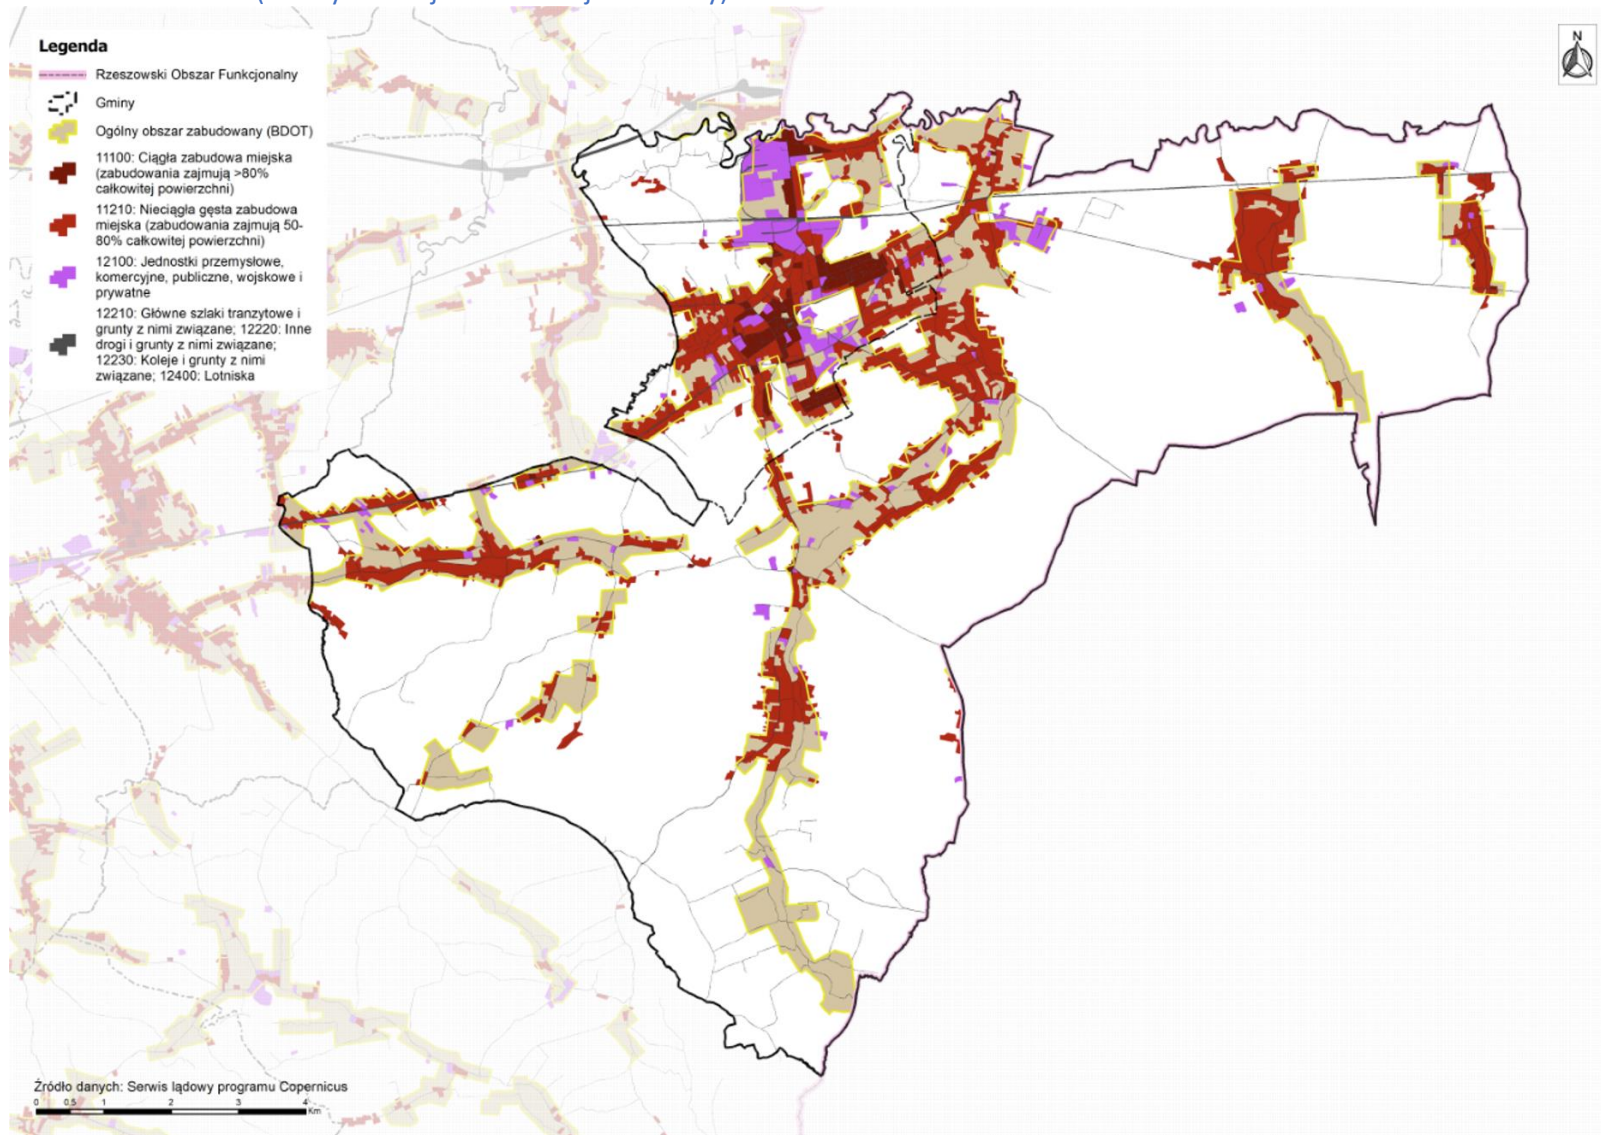 Legenda
N
Rzeszowski Obszar Funkcjonalny
Gminy
Ogólny obszar zabudowany (BDOT)
11100: Ciągła zabudowa miejska
(zabudowania zajmują >80%
całkowitej powierzchni)
11210: Nieciągła gęsta zabudowa
miejska (zabudowania zajmują 50-
80% całkowitej powierzchni)
12100: Jednostki przemysłowe,
komercyjne, publiczne, wojskowe i
prywatne
12210: Główne szlaki tranzytowe i
grunty z nimi związane; 12220: Inne
drogi i grunty z nimi związane;
12230: Koleje i grunty z nimi
związane; 12400: Lotniska
Źródło danych: Serwis lądowy programu Copernicus
0 0,5 1 2 3 4
Km